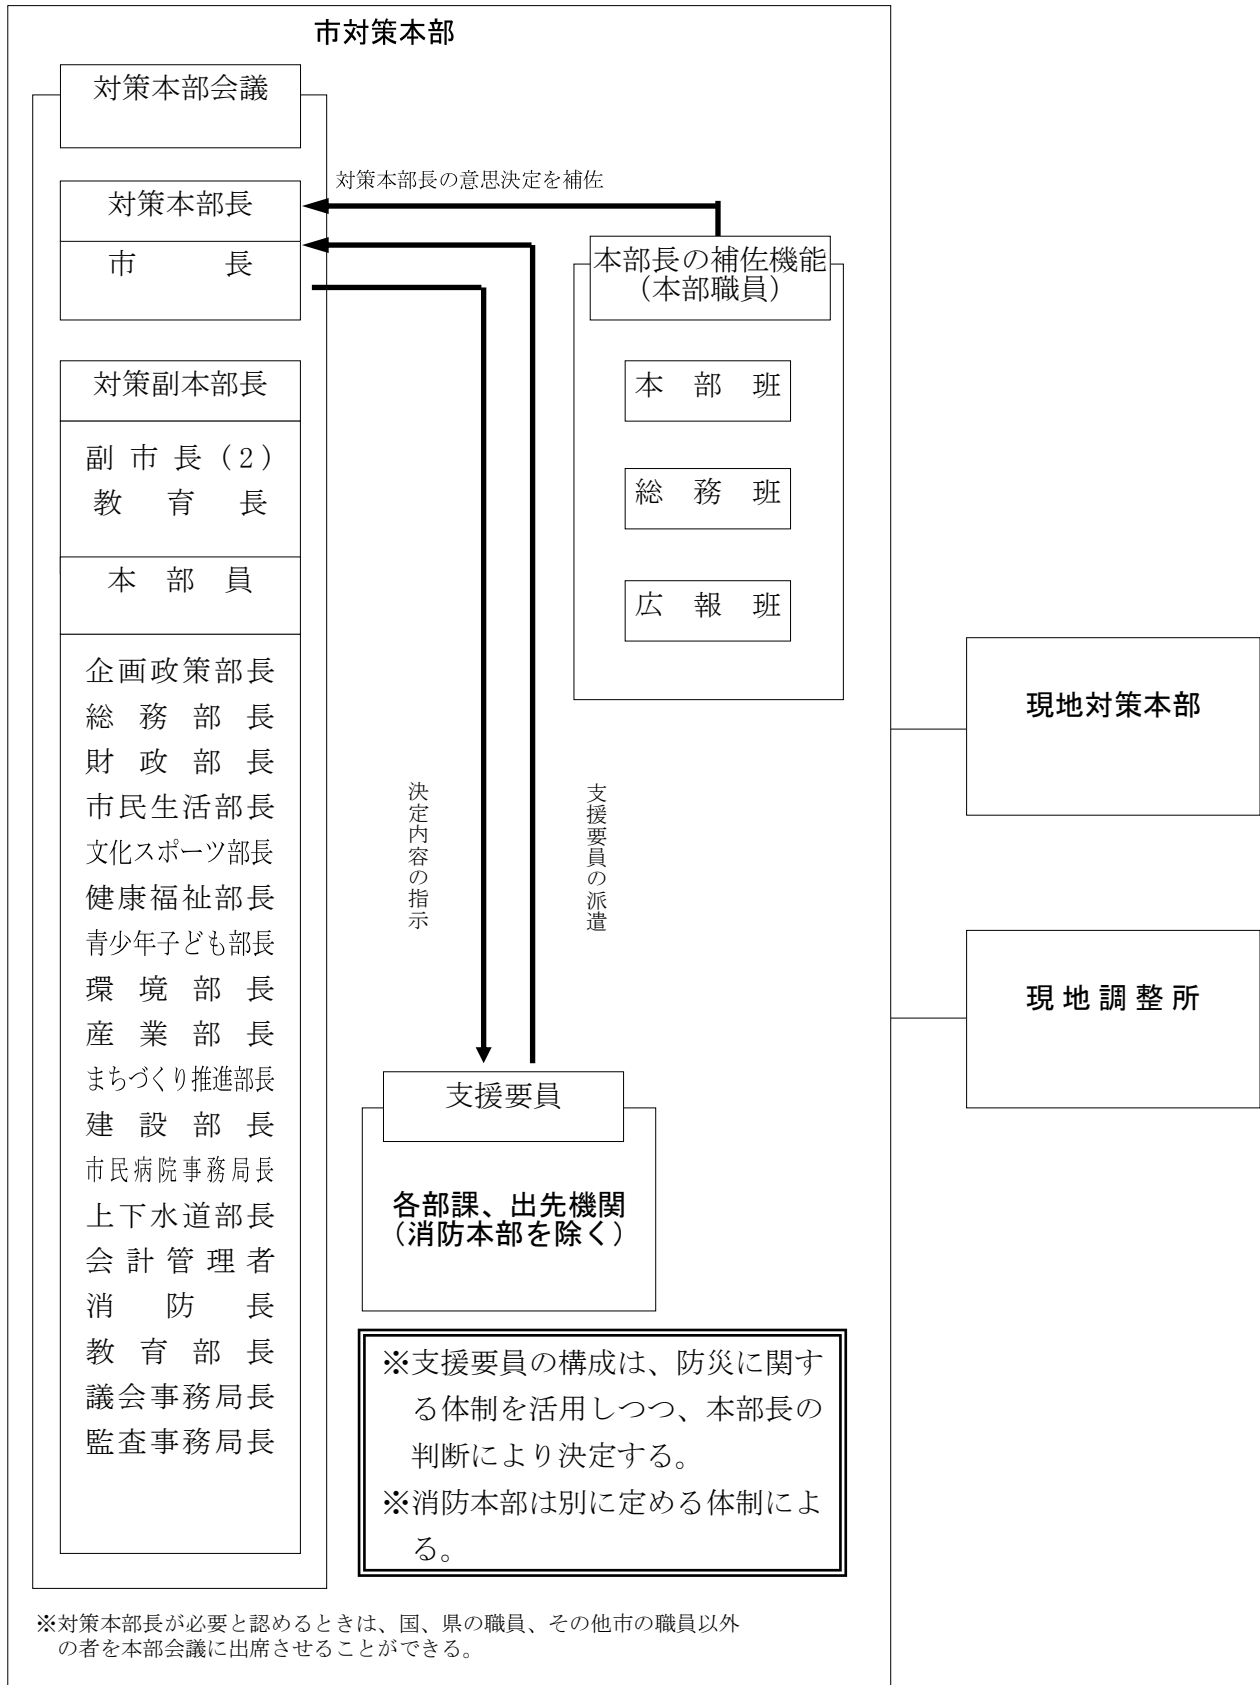 市対策本部
対策本部会議
対策本部長
市　　長
対策副本部長
副市長（２）
教　育　長
本　部　員
企画政策部長
総務部長
財政部長
市民生活部長
文化スポーツ部長
健康福祉部長
青少年子ども部長
環境部長
産業部長
まちづくり推進部長
建設部長
市民病院事務局長
上下水道部長
会計管理者
消　防　長
教育部長
議会事務局長
監査事務局長
対策本部長の意思決定を補佐
本部長の補佐機能
（本部職員）
本　部　班
総　務　班
広　報　班
決定内容の指示
支援要員の派遣
支援要員
各部課、出先機関
（消防本部を除く）
※支援要員の構成は、防災に関す
る体制を活用しつつ、本部長の
判断により決定する。
※消防本部は別に定める体制によ
る。
現地対策本部
現地調整所
※対策本部長が必要と認めるときは、国、県の職員、その他市の職員以外
の者を本部会議に出席させることができる。